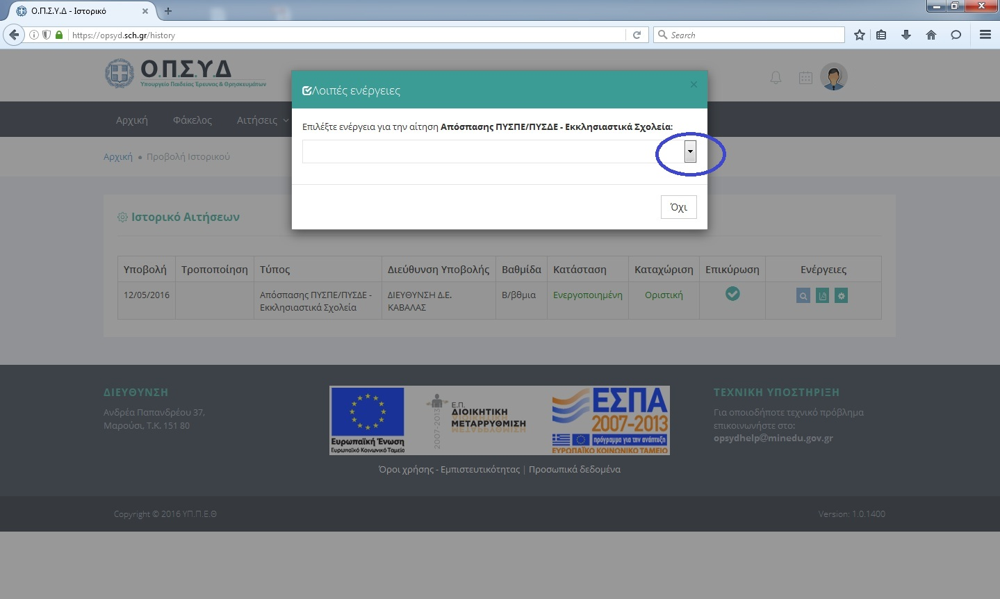 Ο.Π.Σ.Υ.Δ - Ιστορικό
https://opsyd.sch.gr/history
Search
Ο.Π.Σ.Υ.Δ
Υπουργείο Παιδείας Έρευνας & Θρησκευμάτων
Λοιπές ενέργειες
Αρχική Φάκελος Αιτήσεις
Επιλέξτε ενέργεια για την αίτηση Απόσπασης ΠΥΣΠΕ/ΠΥΣΔΕ - Εκκλησιαστικά Σχολεία:
Αρχική Προβολή Ιστορικού
Όχι
Ιστορικό Αιτήσεων
Υποβολή Τροποποίηση Τύπος Διεύθυνση Υποβολής Βαθμίδα Κατάσταση Καταχώριση Επικύρωση Ενέργειες
12/05/2016 Απόσπασης ΠΥΣΠΕ/ΠΥΣΔΕ - Εκκλησιαστικά Σχολεία ΔΙΕΥΘΥΝΣΗ Δ.Ε. ΚΑΒΑΛΑΣ Β/βθμια Ενεργοποιημένη Οριστική
ΔΙΕΥΘΥΝΣΗ
Ανδρέα Παπανδρέου 37,
Μαρούσι, Τ.Κ. 151 80
Ευρωπαϊκή Ένωση
Ευρωπαϊκό Κοινωνικό Ταμείο
2007-2013
Ε.Π.
ΔΙΟΙΚΗΤΙΚΗ
ΜΕΤΑΡΡΥΘΜΙΣΗ
ΕΣΠΑ
2007-2013
πρόγραμμα για την ανάπτυξη
ΕΥΡΩΠΑΪΚΟ ΚΟΙΝΩΝΙΚΟ ΤΑΜΕΙΟ
ΤΕΧΝΙΚΗ ΥΠΟΣΤΗΡΙΞΗ
Για οποιοδήποτε τεχνικό πρόβλημα
επικοινωνήστε στο:
opsydhelp@minedu.gov.gr
Όροι χρήσης - Εμπιστευτικότητας | Προσωπικά δεδομένα
Copyright © 2016 ΥΠ.Π.Ε.Θ
Version: 1.0.1400